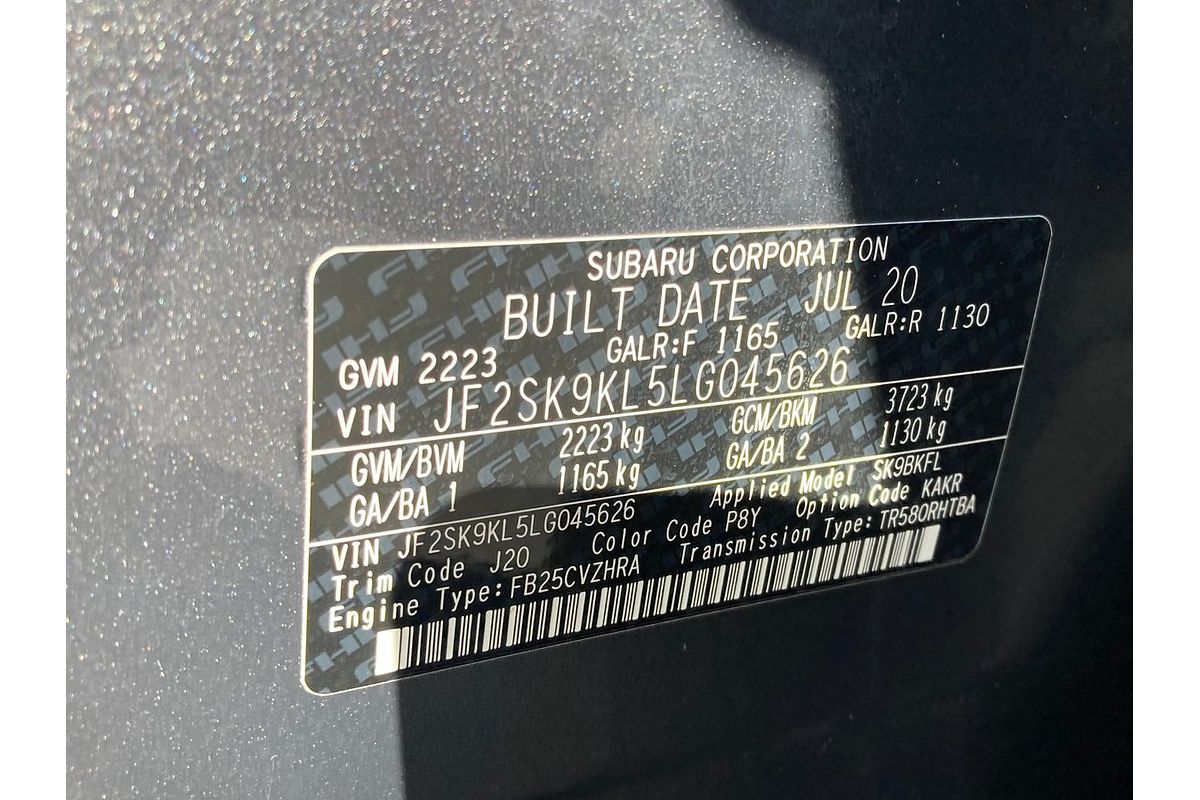 SUBARU CORPORATION
BUILT DATE JUL 20
GVM 2223 GALR:F 1165 GALR:R 1130
VIN JF2SK9KL5LG045626
GVM/BVM 2223 kg GCM/BKM 3723 kg
GA/BA 1 1165 kg GA/BA 2 1130 kg
VIN JF2SK9KL5LG045626 Applied Model SK9BKFL
Trim Code J20 Color Code P8Y Option Code KAKR
Engine Type: FB25CVZHRA Transmission Type: TR580RHTBA